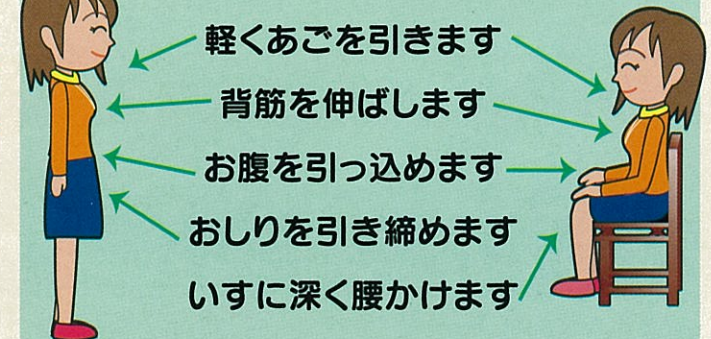 軽くあごを引きます
背筋を伸ばします
お腹を引っ込めます
おしりを引き締めます
いすに深く腰かけます